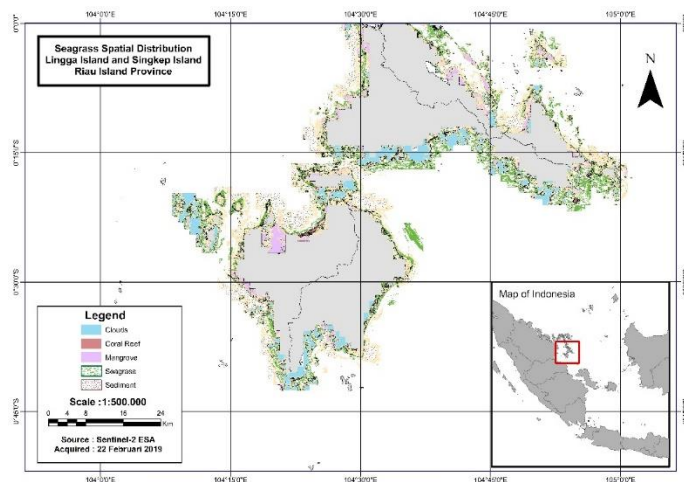 104°0'0"E 104°15'0"E 104°30'0"E 104°45'0"E 105°0'0"E
Seagrass Spatial Distribution
Lingga Island and Singkep Island
Riau Island Province
N
0°0'0"
0°15'0"S
0°30'0"S
0°45'0"S
Legend
Clouds
Coral Reef
Mangrove
Seagrass
Sediment
Scale :1:500.000
0 4 8 16 24
Km
Source : Sentinel-2 ESA
Acquired : 22 Februari 2019
Map of Indonesia
104°0'0"E 104°15'0"E 104°30'0"E 104°45'0"E 105°0'0"E